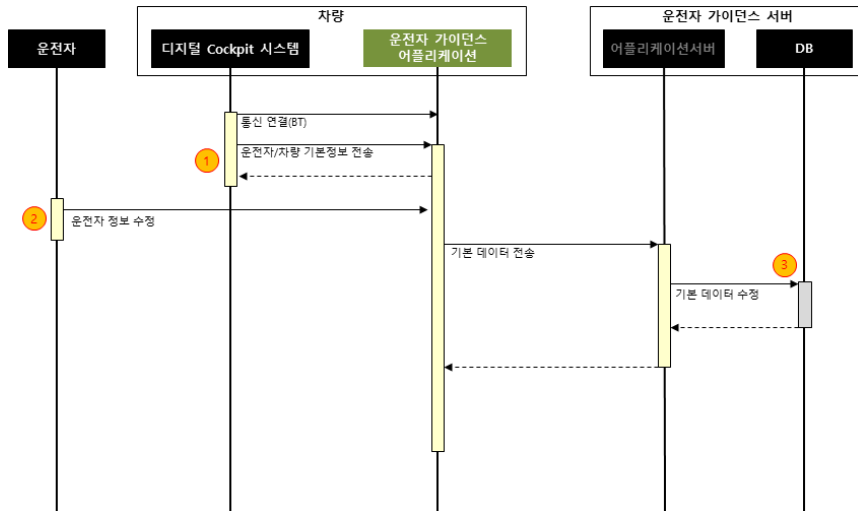 차량
운전자 가이던스 서버
운전자
디지털 Cockpit 시스템
운전자 가이던스
어플리케이션
어플리케이션서버
DB
통신 연결(BT)
1
운전자/차량 기본정보 전송
2
운전자 정보 수정
기본 데이터 전송
3
기본 데이터 수정